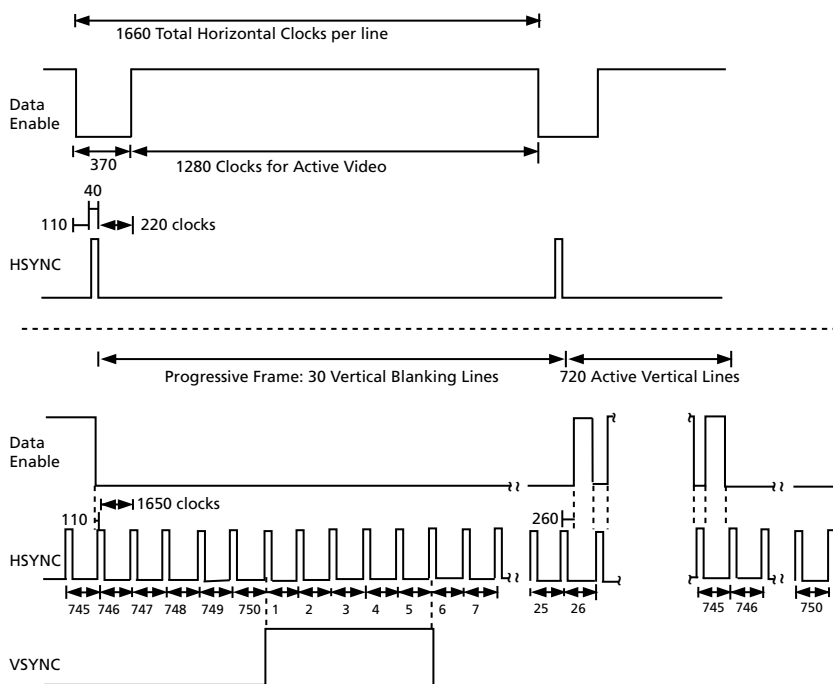 1660 Total Horizontal Clocks per line
Data
Enable
370
1280 Clocks for Active Video
40
110
220 clocks
HSYNC
Progressive Frame: 30 Vertical Blanking Lines
720 Active Vertical Lines
Data
Enable
1650 clocks
110
260
HSYNC
745 746 747 748 749 750 1 2 3 4 5 6 7 25 26 745 746 750
VSYNC